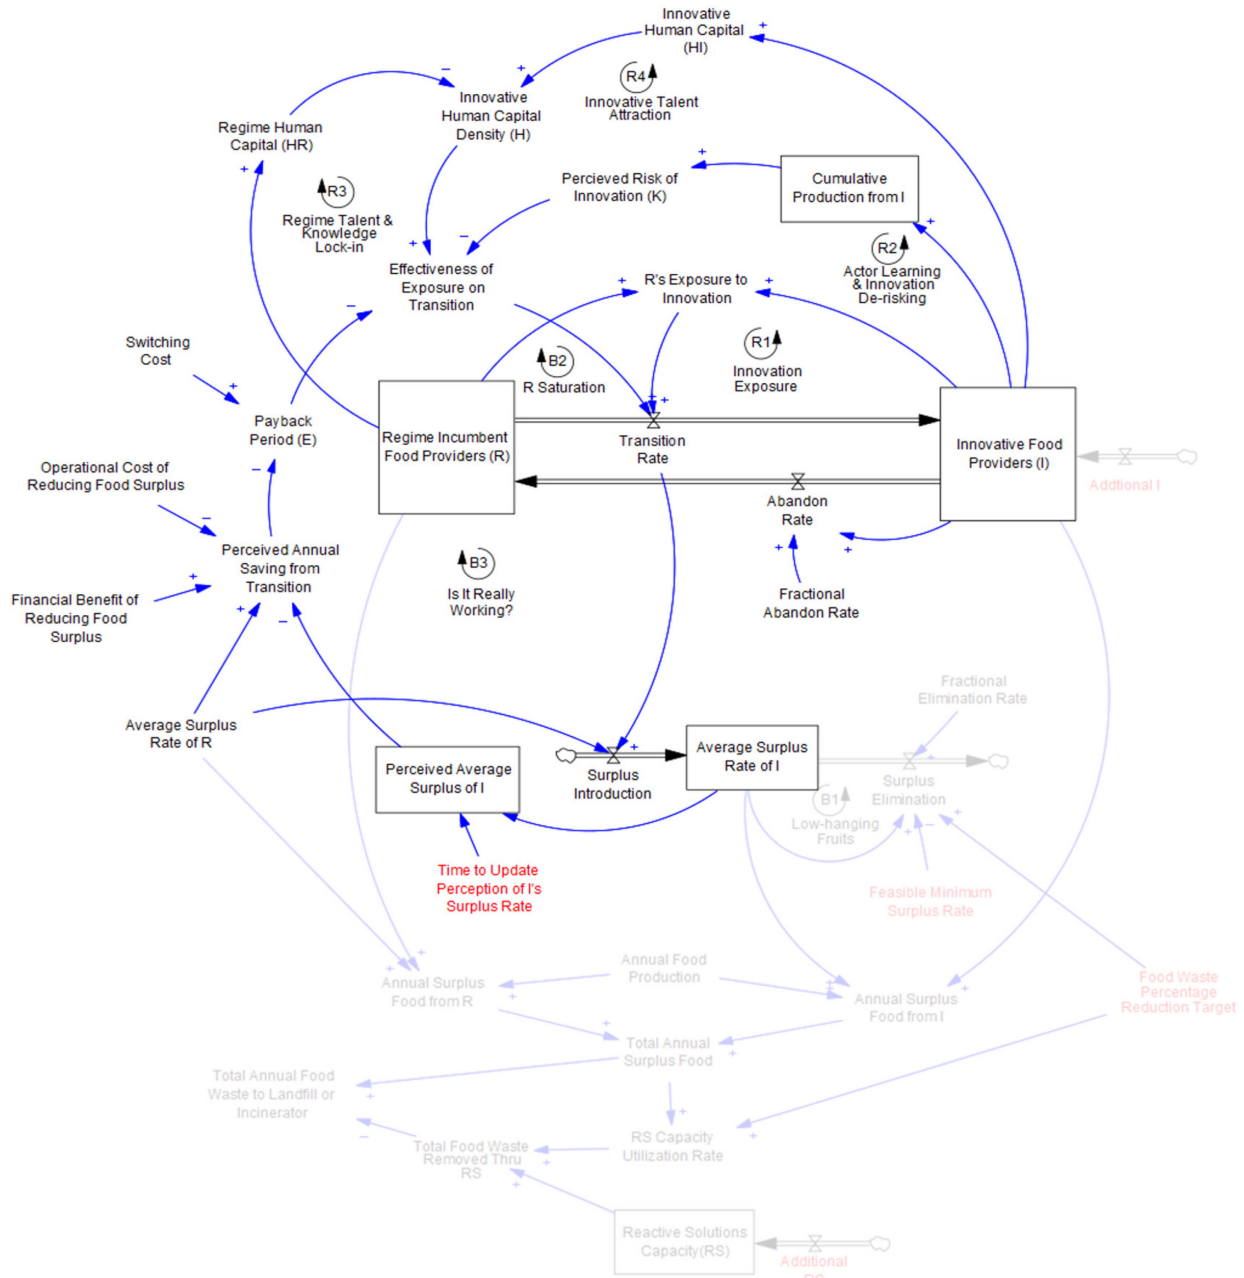 Innovative
Human Capital
(HI)
R4
Innovative Talent
Attraction
Innovative
Human Capital
Density (H)
Regime Human
Capital (HR)
R3
Regime Talent &
Knowledge
Lock-in
Percieved Risk of
Innovation (K)
Cumulative
Production from I
R2
Actor Learning
& Innovation
De-risking
Effectiveness of
Exposure on
Transition
R's Exposure to
Innovation
R1
Innovation
Exposure
B2
R Saturation
Switching
Cost
Payback
Period (E)
Regime Incumbent
Food Providers (R)
Transition
Rate
Innovative Food
Providers (I)
Addtional I
Abandon
Rate
Fractional
Abandon Rate
Operational Cost of
Reducing Food Surplus
Perceived Annual
Saving from
Transition
Financial Benefit of
Reducing Food
Surplus
B3
Is It Really
Working?
Average Surplus
Rate of R
Perceived Average
Surplus of I
Surplus
Introduction
Average Surplus
Rate of I
Fractional
Elimination Rate
Surplus
Elimination
B1
Low-hanging
Fruits
Time to Update
Perception of I's
Surplus Rate
Feasible Minimum
Surplus Rate
Annual Surplus
Food from R
Annual Food
Production
Annual Surplus
Food from I
Food Waste
Percentage
Reduction Target
Total Annual
Surplus Food
Total Annual Food
Waste to Landfill or
Incinerator
Total Food Waste
Removed Thru
RS
RS Capacity
Utilization Rate
Reactive Solutions
Capacity(RS)
Additional
RS